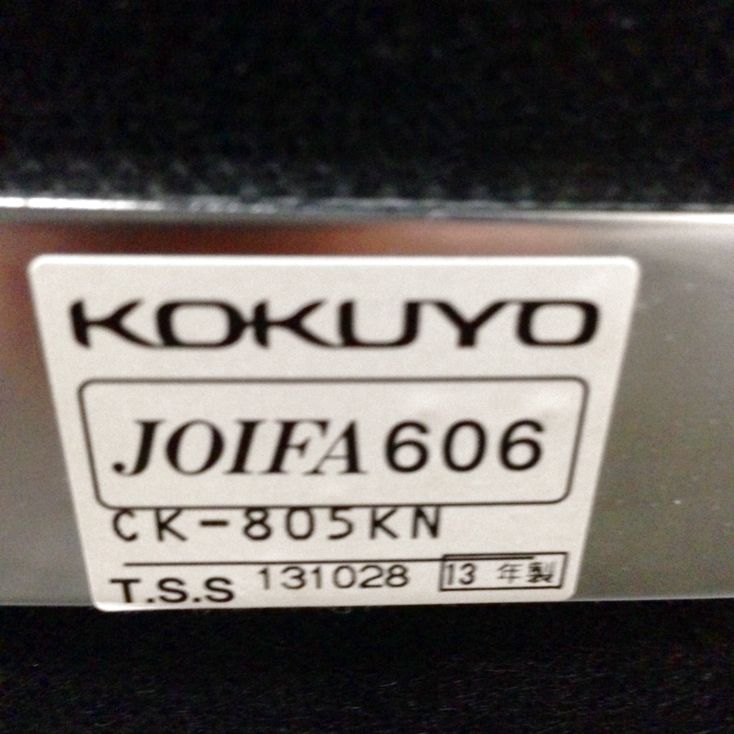 KOKUYO
JOIFA 606
CK-805KN
T.S.S 131028 13 年製